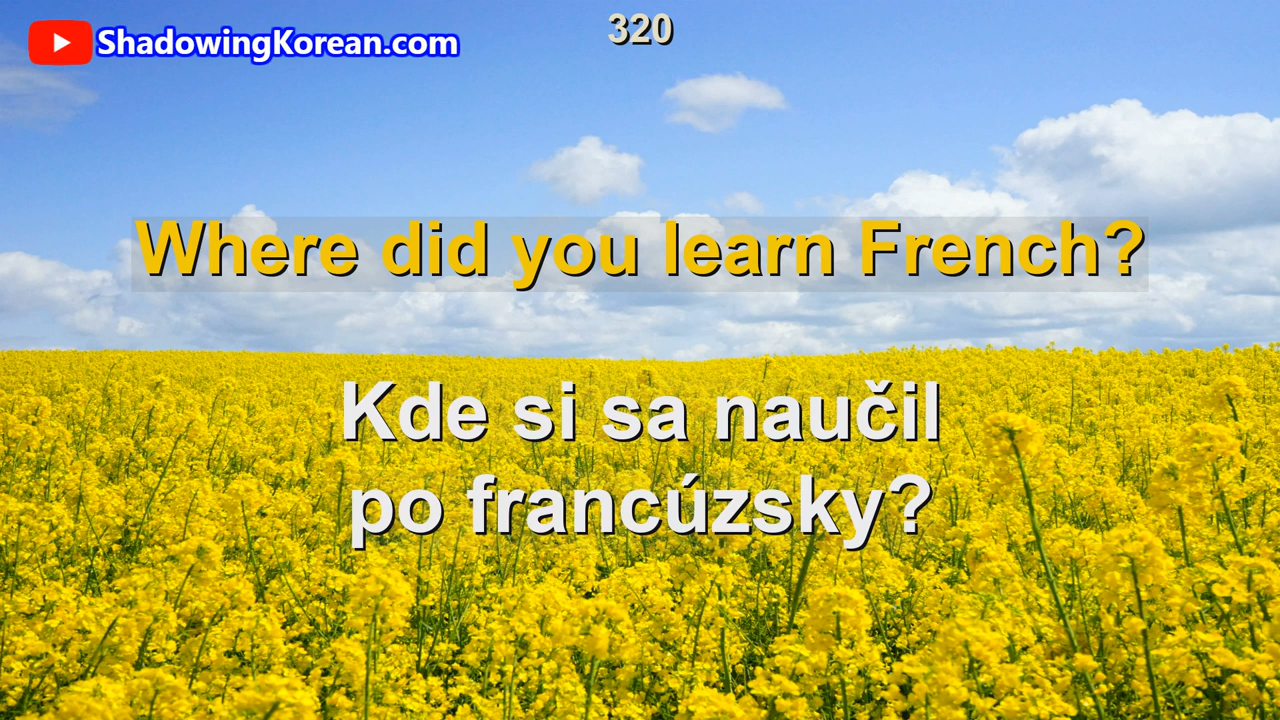 ShadowingKorean.com
320
Where did you learn French?
Kde si sa naučil
po francúzsky?